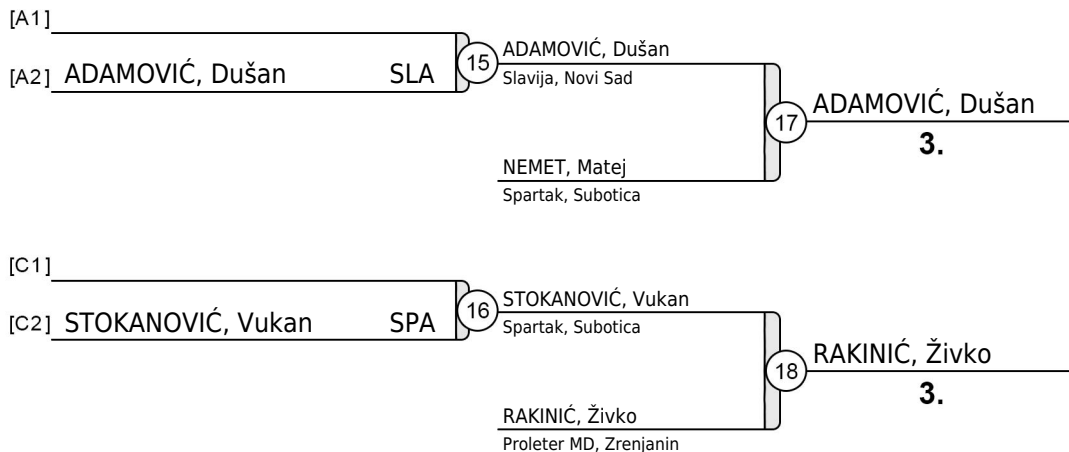 [A1]
[A2] ADAMOVIĆ, Dušan SLA
15
ADAMOVIĆ, Dušan
Slavija, Novi Sad
17
ADAMOVIĆ, Dušan
3.
NEMET, Matej
Spartak, Subotica
[C1]
[C2] STOKANOVIĆ, Vukan SPA
16
STOKANOVIĆ, Vukan
Spartak, Subotica
18
RAKINIĆ, Živko
3.
RAKINIĆ, Živko
Proleter MD, Zrenjanin